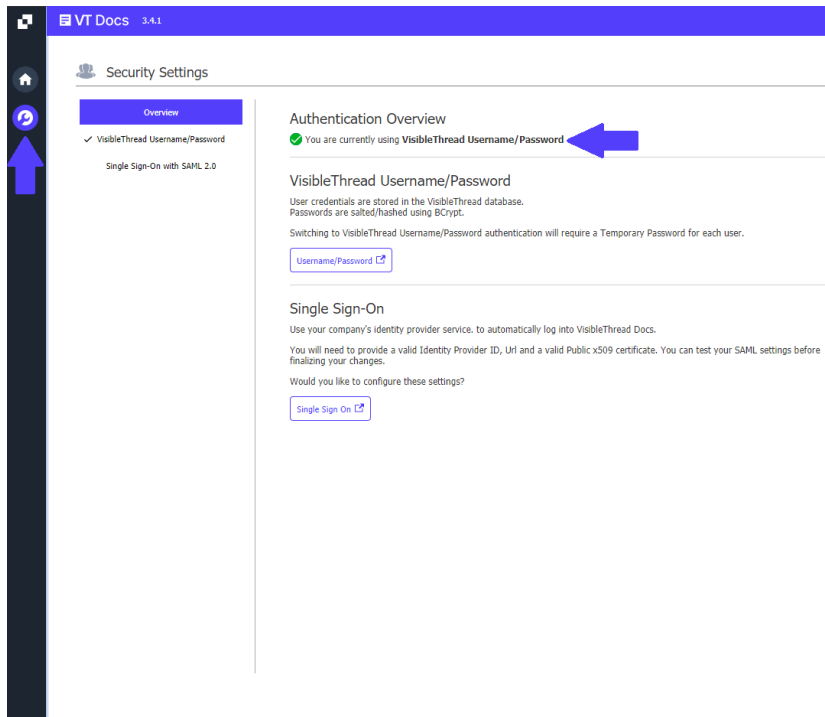 VT Docs 3.4.1
Security Settings
Overview
VisibleThread Username/Password
Single Sign-On with SAML 2.0
Authentication Overview
You are currently using VisibleThread Username/Password
VisibleThread Username/Password
User credentials are stored in the VisibleThread database.
Passwords are salted/hashed using BCrypt.
Switching to VisibleThread Username/Password authentication will require a Temporary Password for each user.
Username/Password
Single Sign-On
Use your company's identity provider service. to automatically log into VisibleThread Docs.
You will need to provide a valid Identity Provider ID, Url and a valid Public x509 certificate. You can test your SAML settings before
finalizing your changes.
Would you like to configure these settings?
Single Sign On